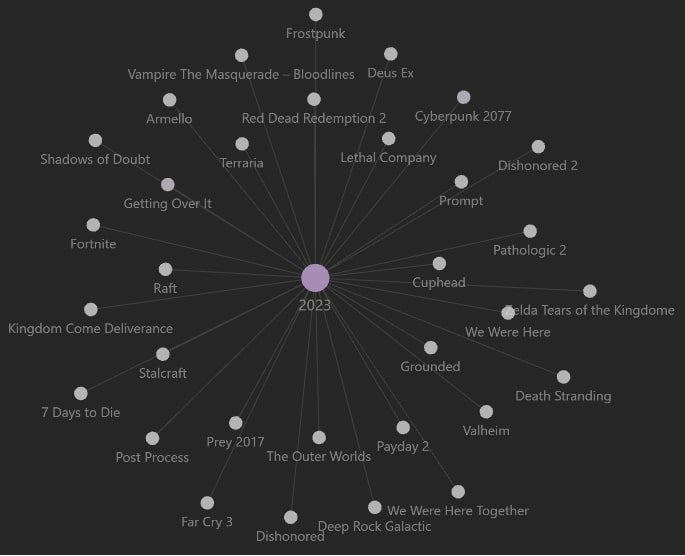 Frostpunk
Vampire The Masquerade – Bloodlines
Deus Ex
Armello
Red Dead Redemption 2
Cyberpunk 2077
Shadows of Doubt
Terraria
Lethal Company
Dishonored 2
Getting Over It
Prompt
Fortnite
Pathologic 2
Raft
Cuphead
2023
Zelda Tears of the Kingdome
Kingdom Come Deliverance
We Were Here
Stalcraft
Grounded
Death Stranding
7 Days to Die
Valheim
Prey 2017
Payday 2
Post Process
The Outer Worlds
We Were Here Together
Far Cry 3
Deep Rock Galactic
Dishonored